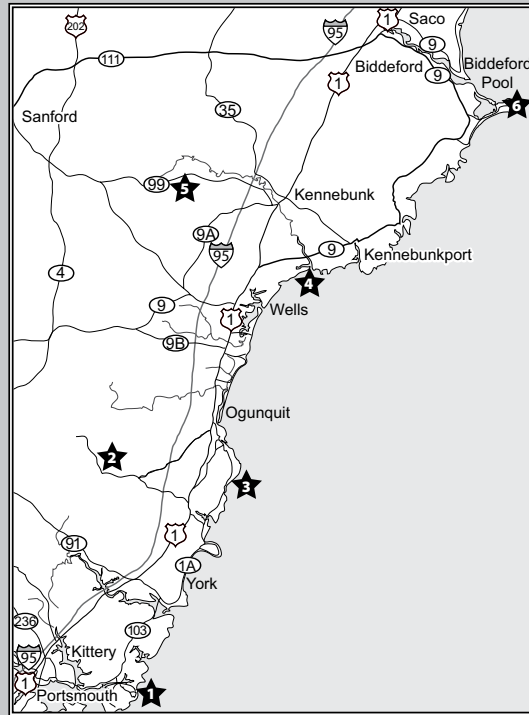 Saco
1
95
202
9
Biddeford
Pool
Biddeford
9
111
1
6
35
Sanford
99
5
Kennebunk
9A
95
9
Kennebunkport
4
4
9
Wells
1
9B
Ogunquit
2
3
1
91
1A
York
236
103
Kittery
95
1
Portsmouth
1